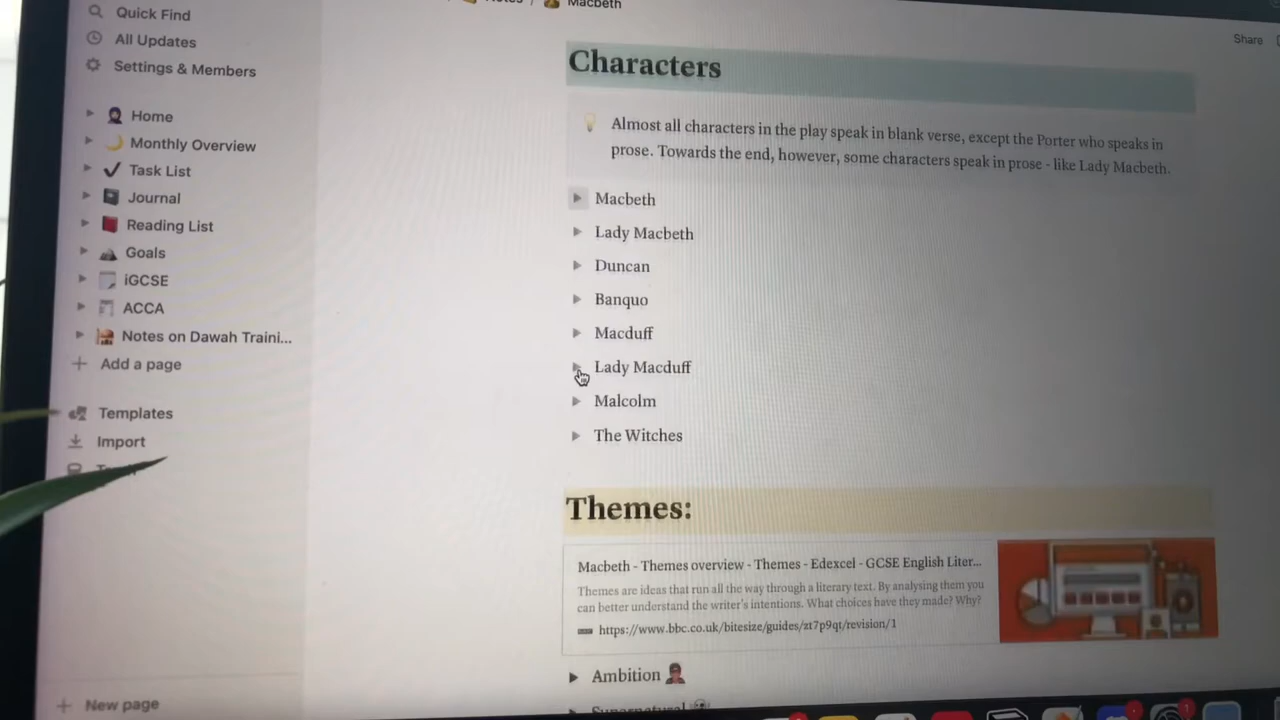 Quick Find
All Updates
Settings & Members
Home
Monthly Overview
Task List
Journal
Reading List
Goals
iGCSE
ACCA
Notes on Dawah Traini...
Add a page
Templates
Import
New page
Macbeth
Share
Characters
Almost all characters in the play speak in blank verse, except the Porter who speaks in
prose. Towards the end, however, some characters speak in prose - like Lady Macbeth.
Macbeth
Lady Macbeth
Duncan
Banquo
Macduff
Lady Macduff
Malcolm
The Witches
Themes:
Macbeth - Themes overview - Themes - Edexcel - GCSE English Liter...
Themes are ideas that run all the way through a literary text. By analysing them you
can better understand the writer's intentions. What choices have they made? Why?
https://www.bbc.co.uk/bitesize/guides/zt7p9qt/revision/1
Ambition